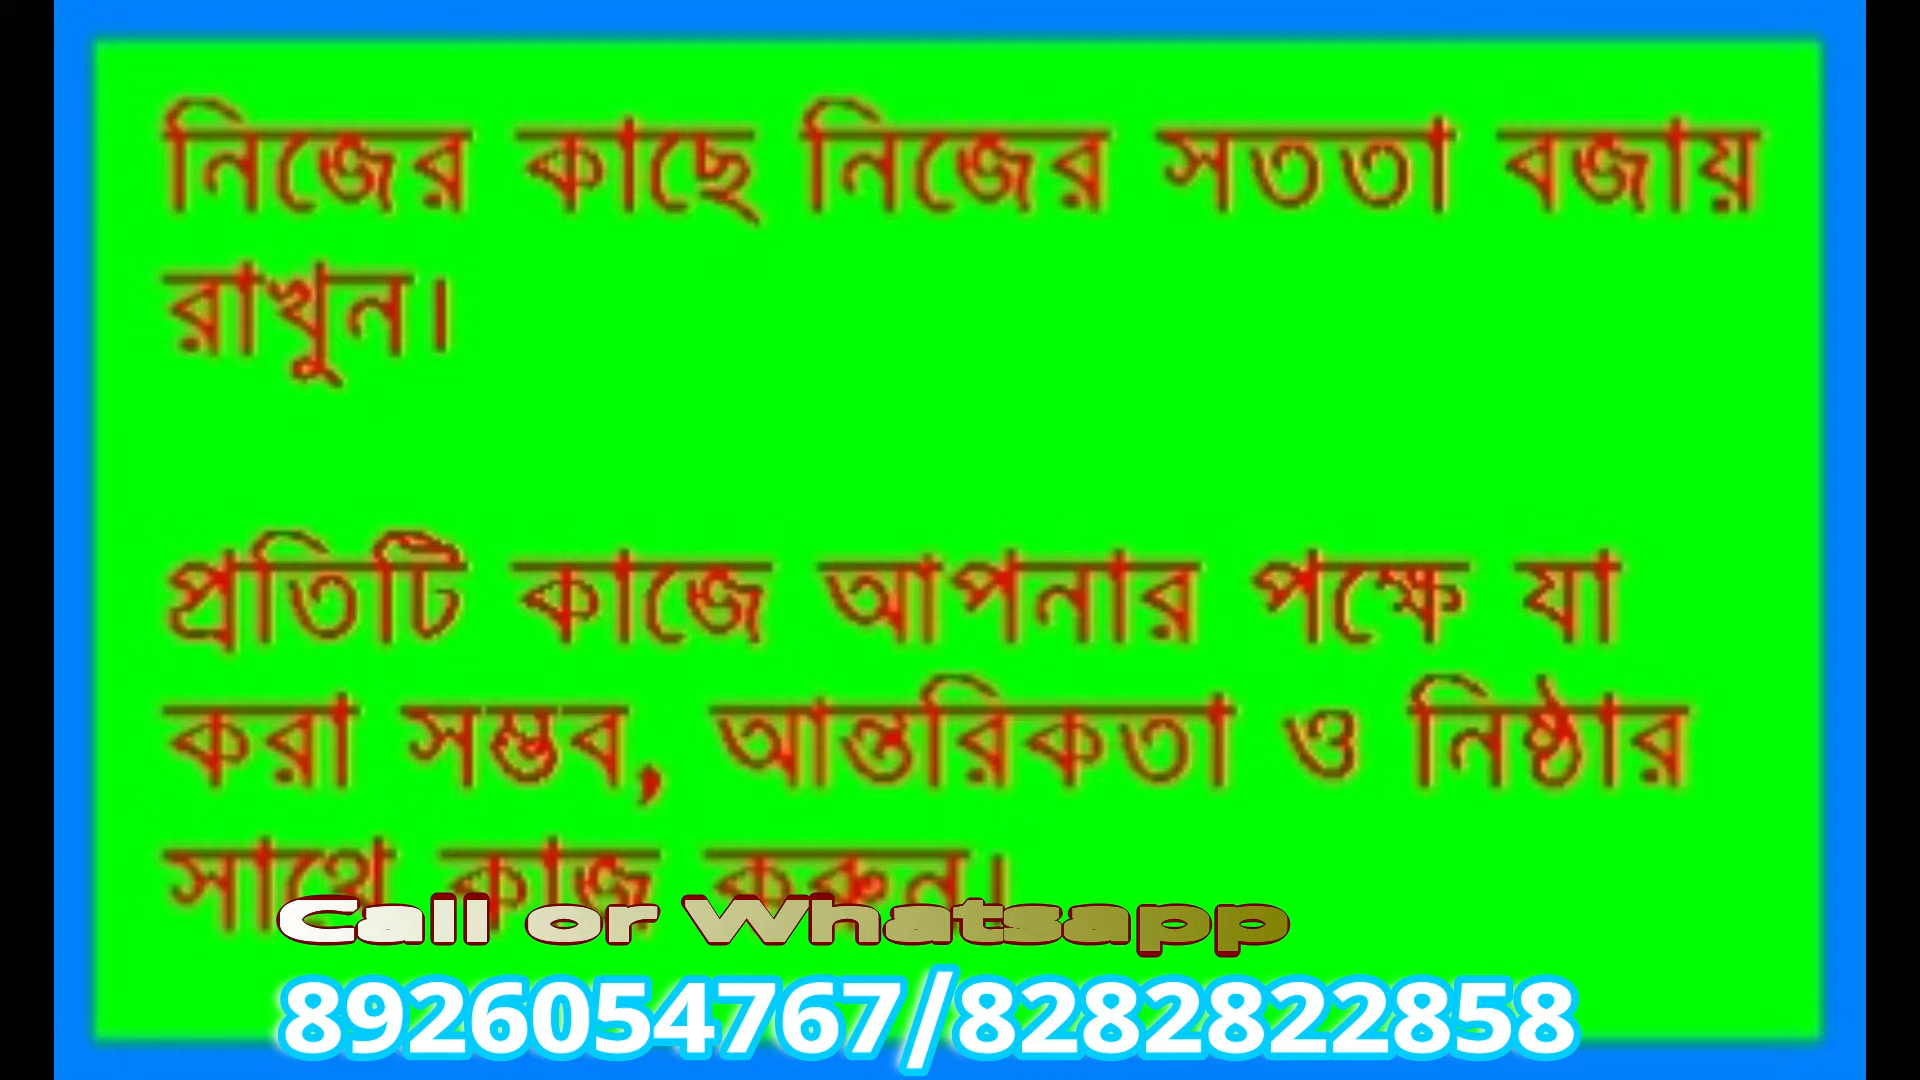 নিজের কাছে নিজের সততা বজায়
রাখুন।
প্রতিটি কাজে আপনার পক্ষে যা
করা সম্ভব, আন্তরিকতা ও নিষ্ঠার
সাথে কাজ করুন।
Call or Whatsapp
8926054767/8282822858